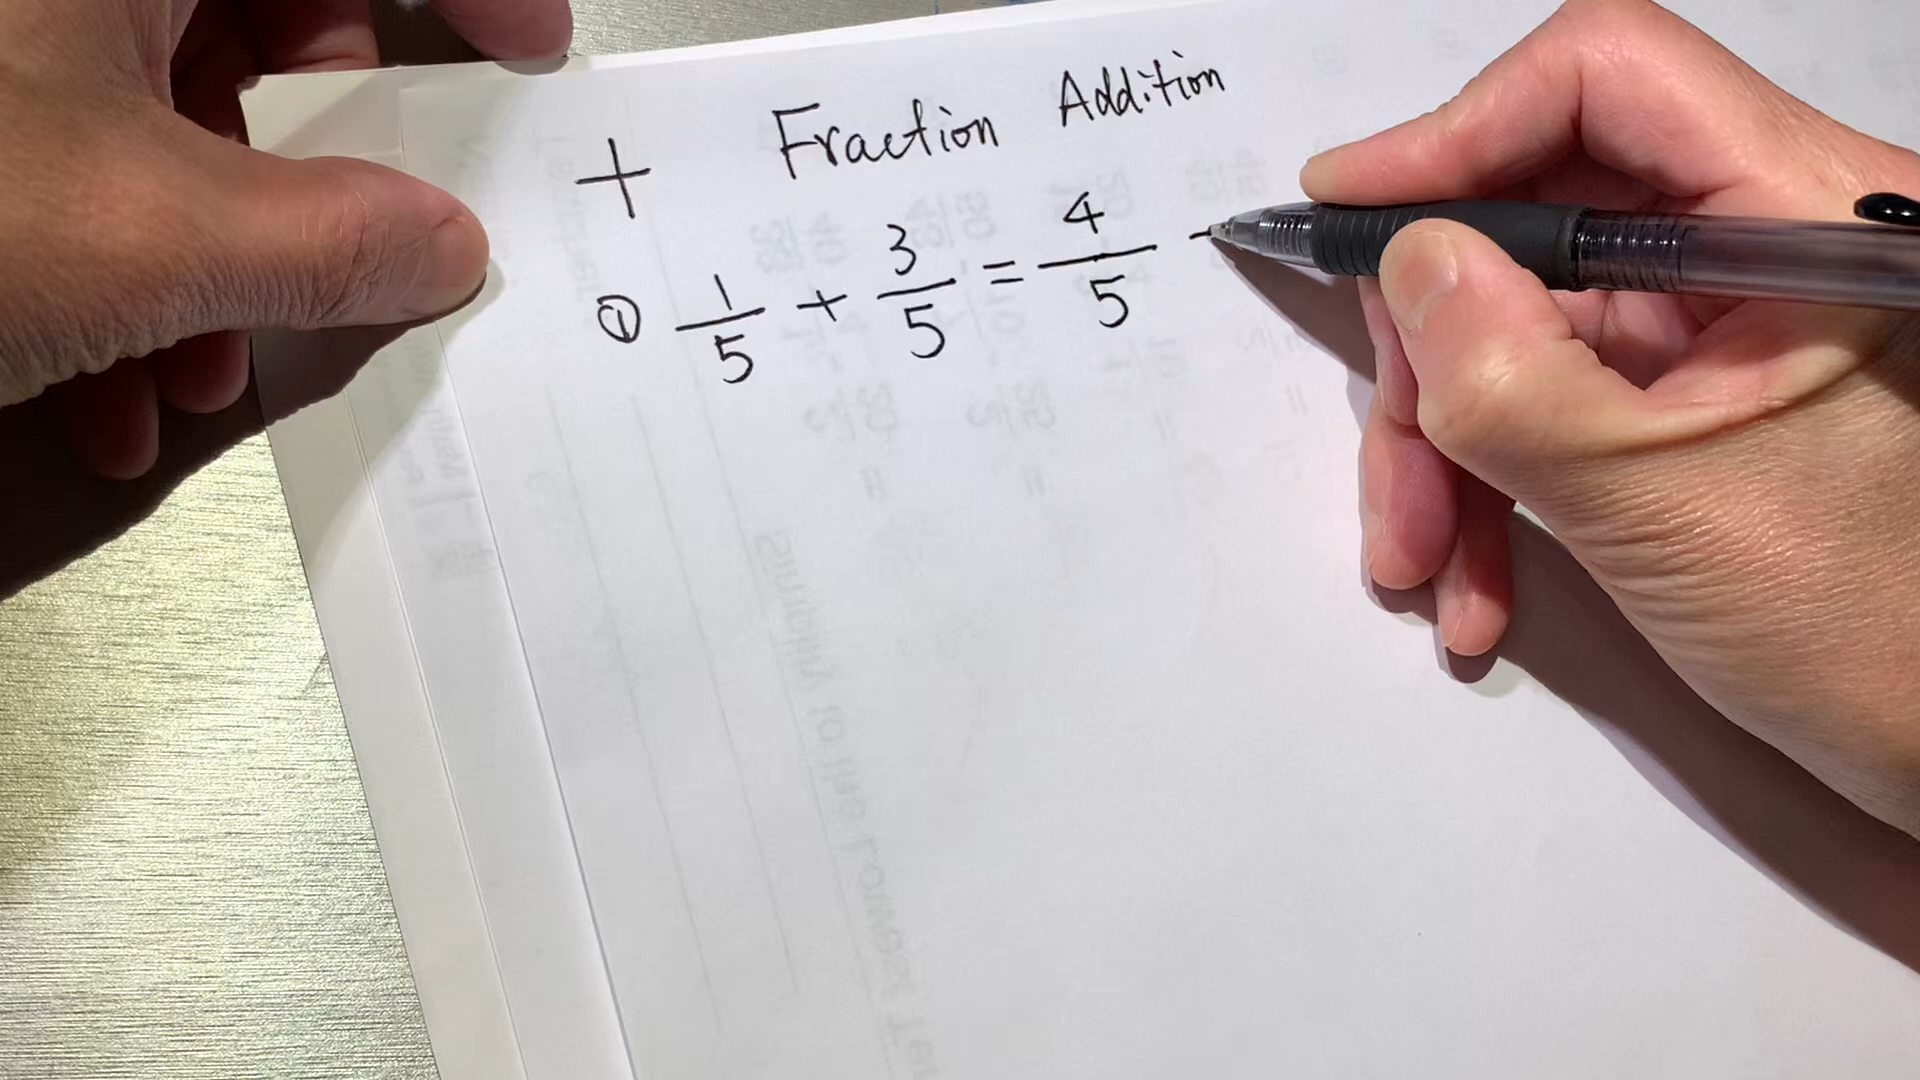 + Fraction Addition
① 1/5 + 3/5 = 4/5 -